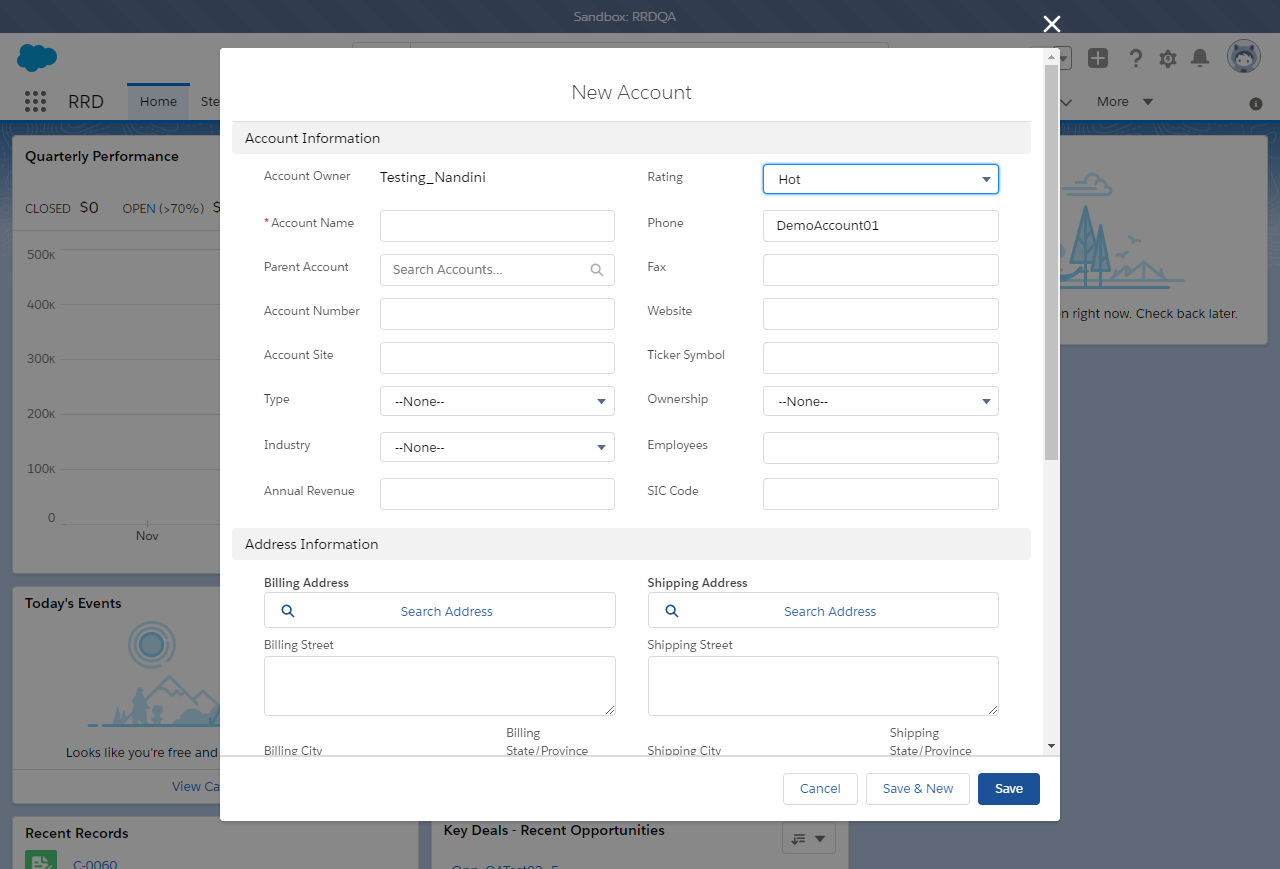 Sandbox: RRDQA
RRD
Home
Ste
More
New Account
Account Information
Account Owner Testing_Nandini Rating Hot
*Account Name Phone DemoAccount01
Parent Account Search Accounts... Fax
Account Number Website
Account Site Ticker Symbol
Type --None-- Ownership --None--
Industry --None-- Employees
Annual Revenue SIC Code
Address Information
Billing Address Shipping Address
Search Address Search Address
Billing Street Shipping Street
Billing City Billing State/Province Shipping City Shipping State/Province
Cancel Save & New Save
Quarterly Performance
CLOSED $0 OPEN (>70%) $
500K
400K
300K
200K
100K
0
Nov
n right now. Check back later.
Today's Events
Looks like you're free and
View Ca
Recent Records
C-0060
Key Deals - Recent Opportunities